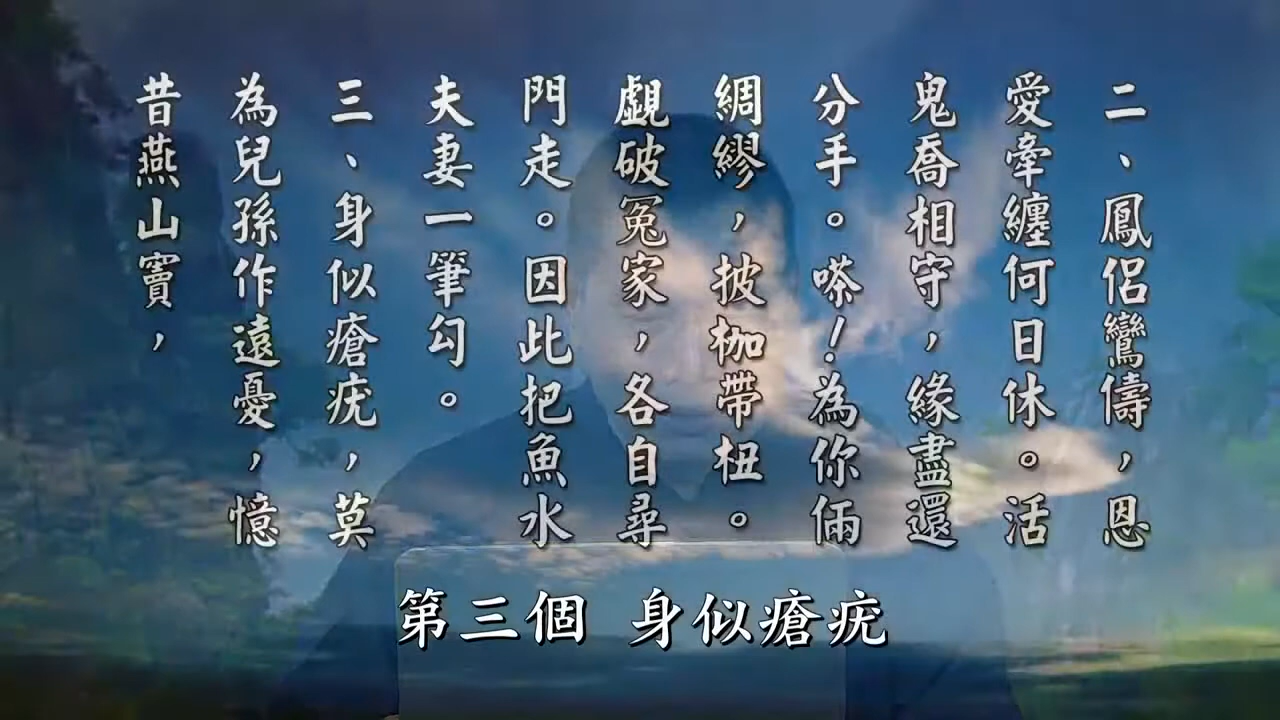 二、鳳侶鸞儔，恩
愛牽纏何日休。活
鬼喬相守，緣盡還
分手。嗏！為你倆
綢繆，披枷帶杻。
覷破冤家，各自尋
門走。因此把魚水
夫妻一筆勾。
三、身似瘡疣，莫
為兒孫作遠憂，憶
昔燕山竇，
第三個 身似瘡疣